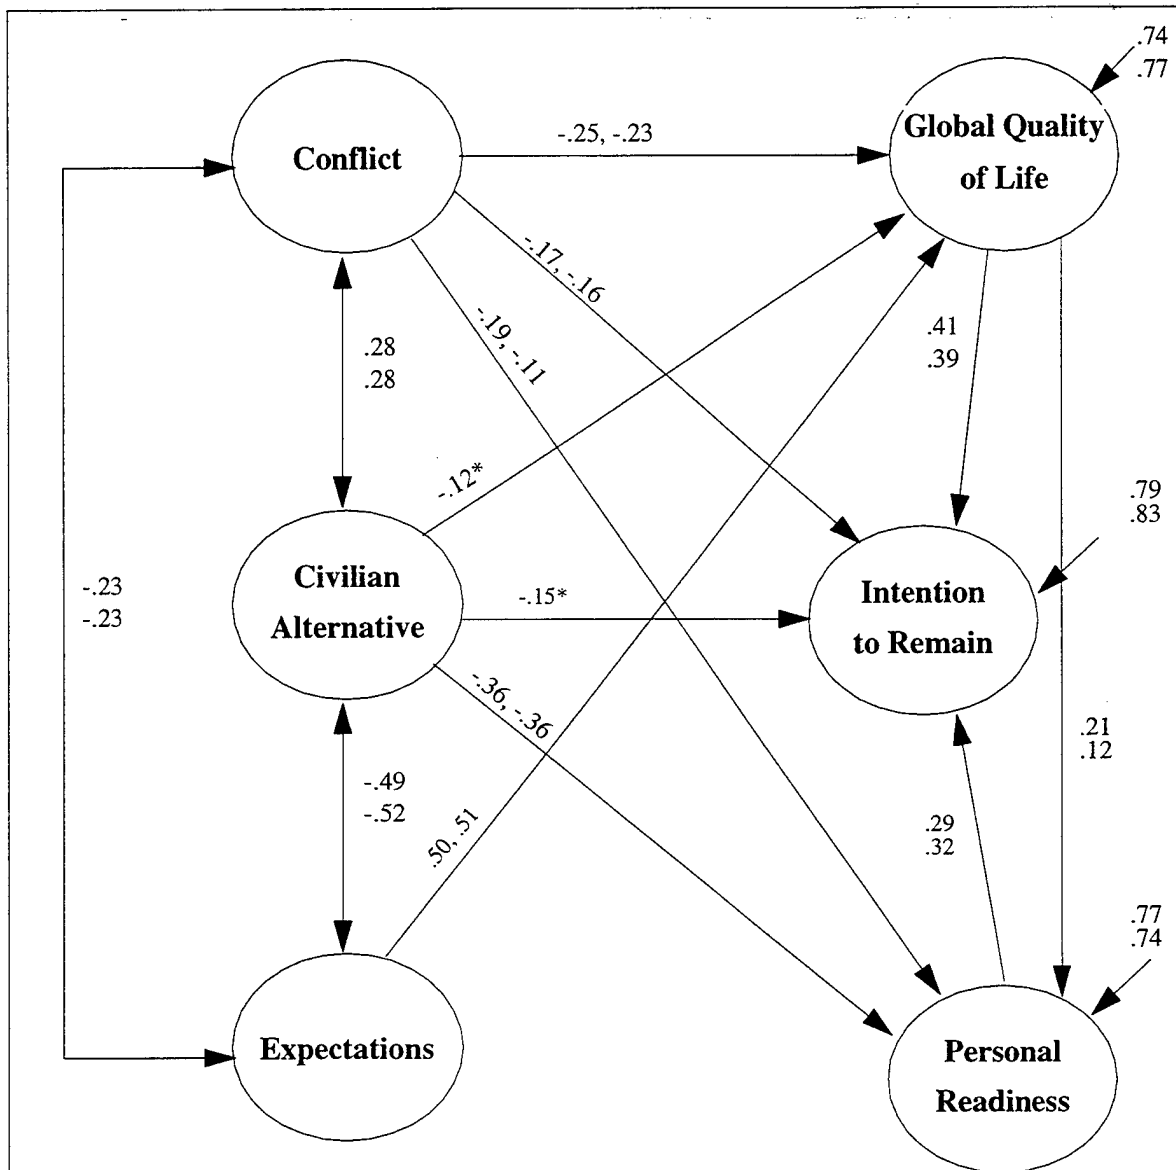 .74
.77
Conflict
-.25, -.23
Global Quality
of Life
-.17, -.16
-.19, -.11
.28
.28
.41
.39
-.12*
.79
.83
-.23
-.23
Civilian
Alternative
-.15*
Intention
to Remain
-.36, -.36
.21
.12
-.49
-.52
.50, .51
.29
.32
.77
.74
Expectations
Personal
Readiness